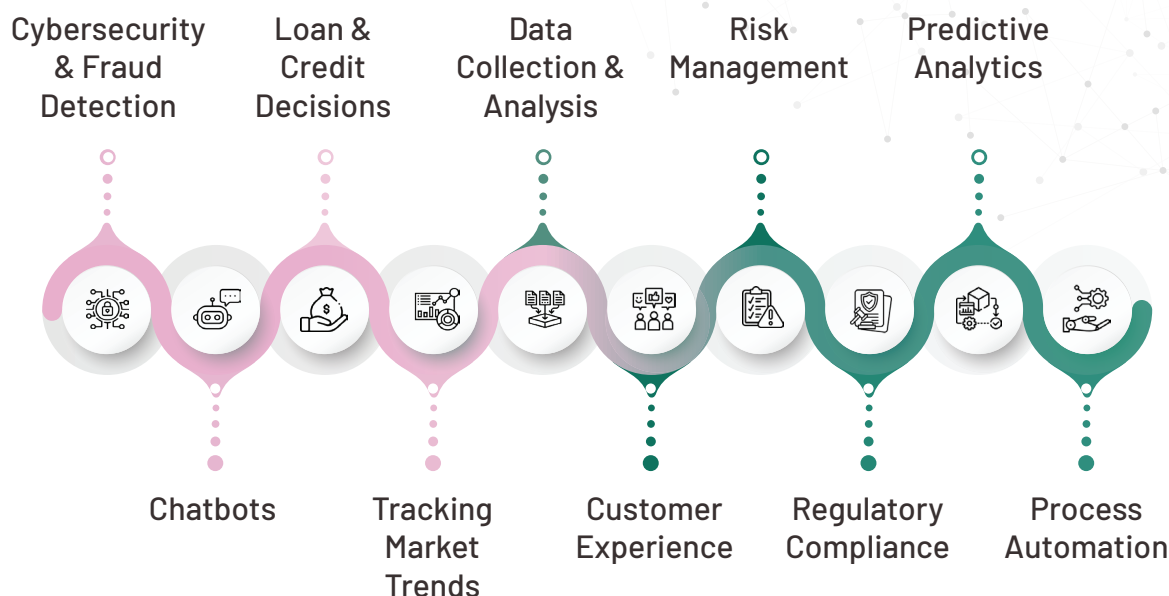 Cybersecurity
& Fraud
Detection
Loan &
Credit
Decisions
Data
Collection &
Analysis
Risk
Management
Predictive
Analytics
$
Chatbots
Tracking
Market
Trends
Customer
Experience
Regulatory
Compliance
Process
Automation